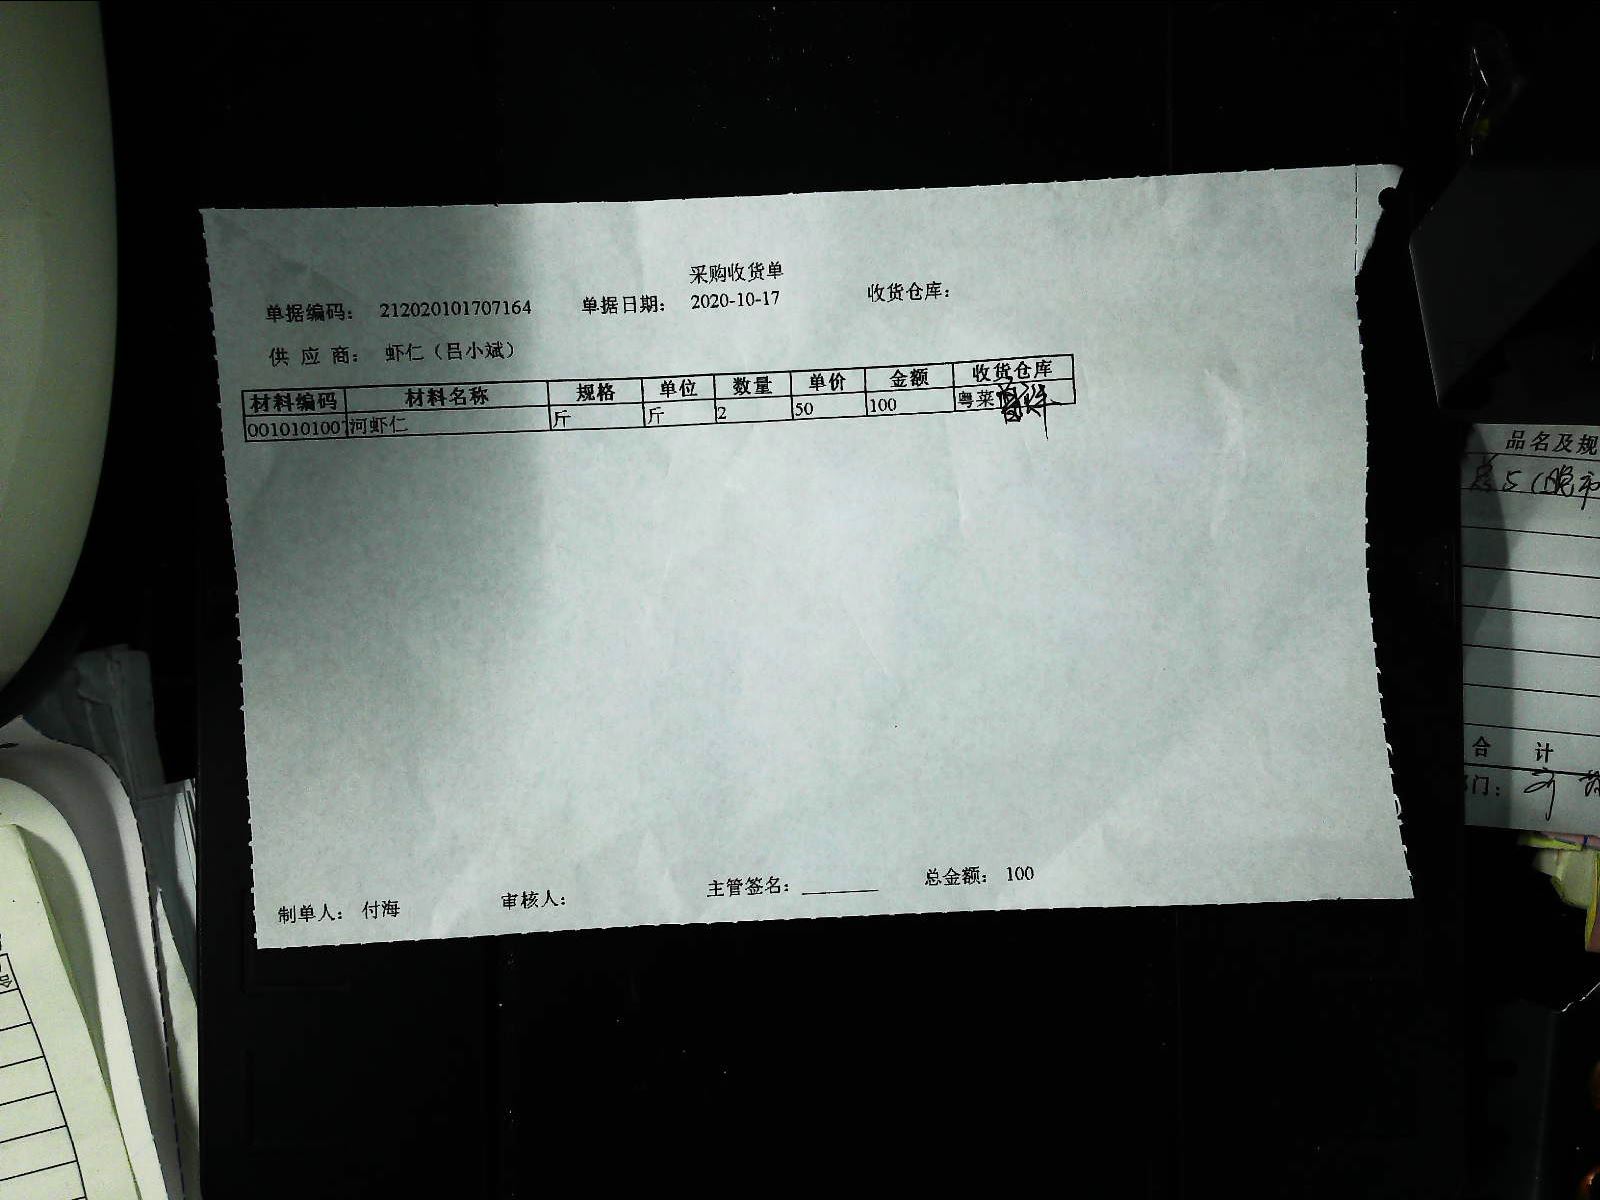 采购收货单
单据编码： 212020101707164 单据日期： 2020-10-17 收货仓库：
供 应 商： 虾仁（吕小斌）
材料编码 材料名称 规格 单位 数量 单价 金额 收货仓库
0010101007 河虾仁 斤 斤 2 50 100 粤菜
制单人： 付海 审核人： 主管签名：________ 总金额： 100
品名及规
合 计
门：